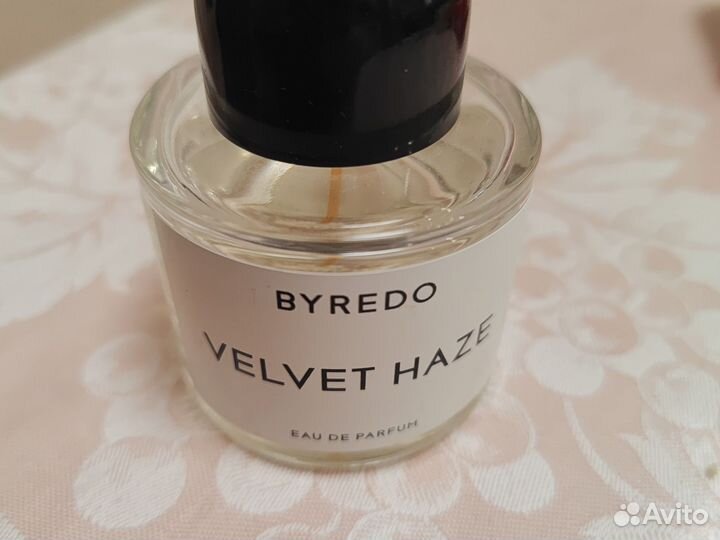 BYREDO
VELVET HAZE
EAU DE PARFUM
Avito